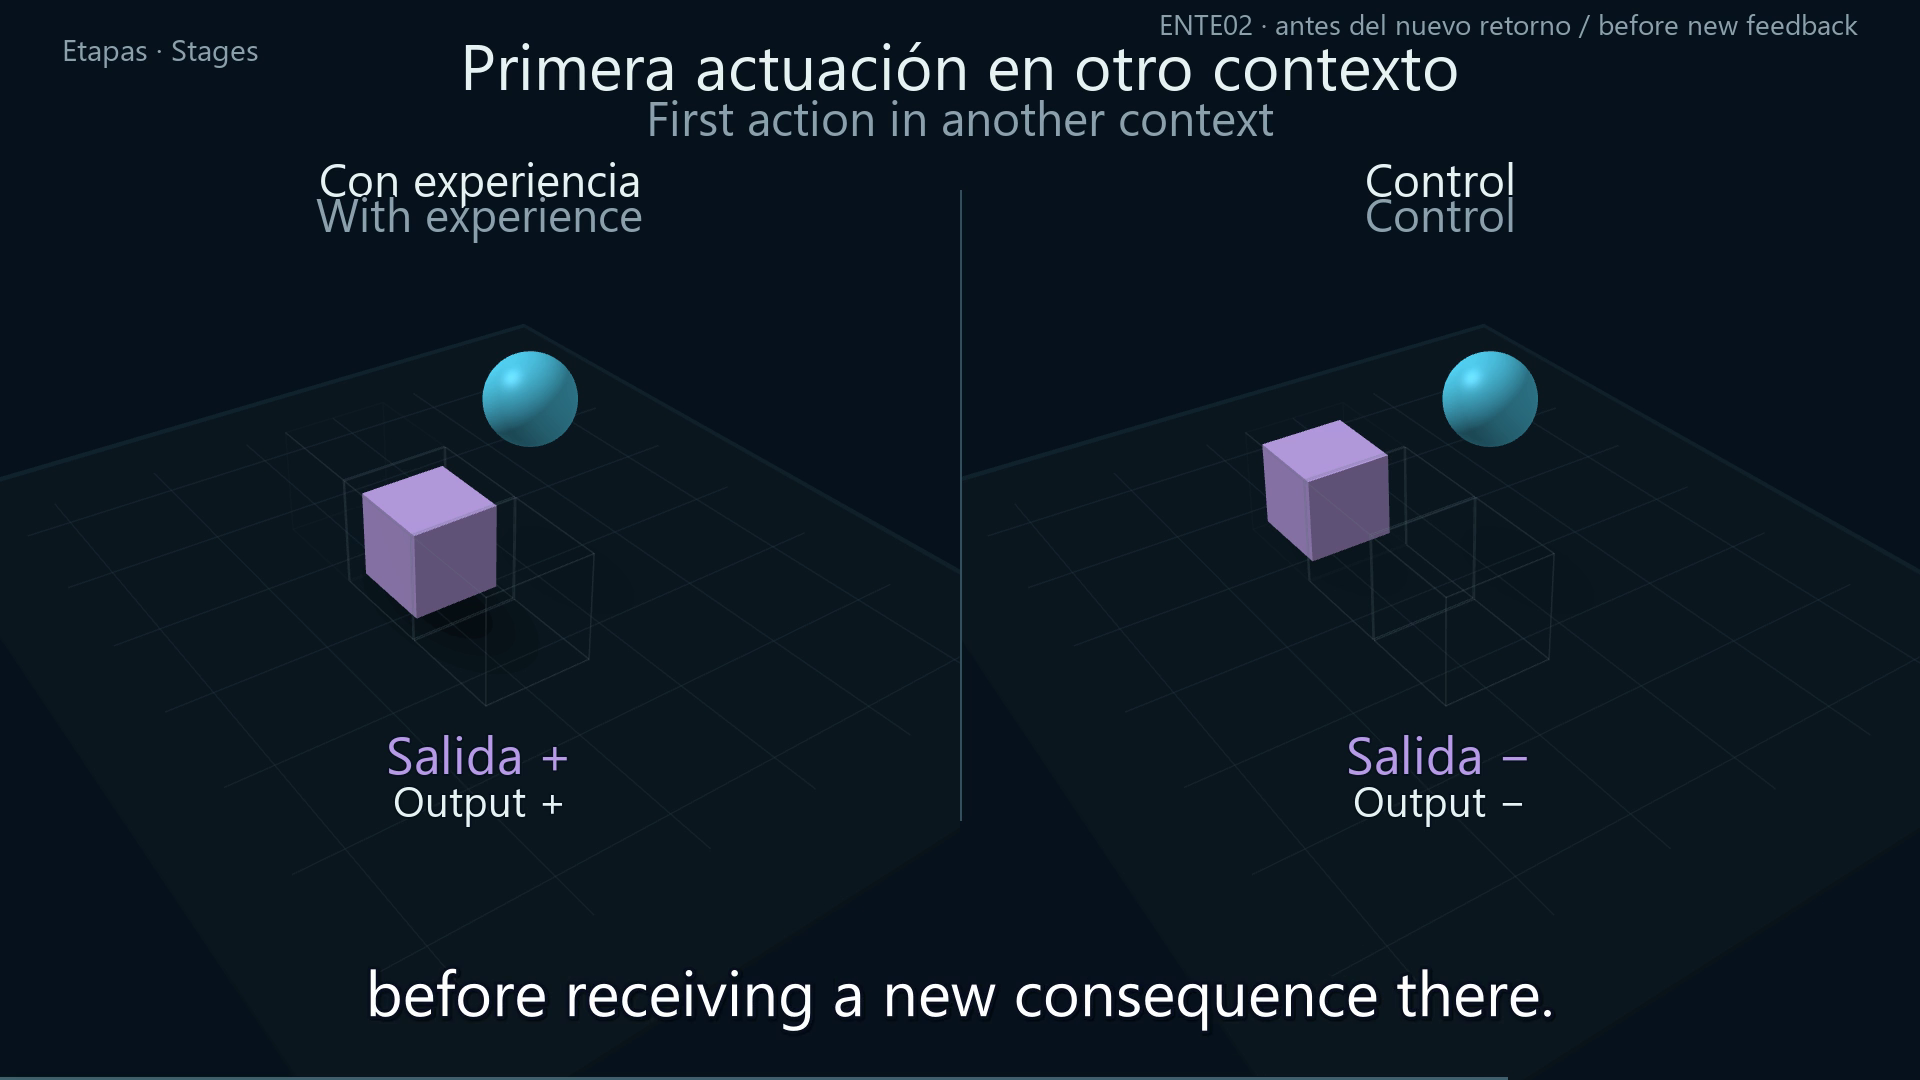 ENTE02 · antes del nuevo retorno / before new feedback
Etapas · Stages
Primera actuación en otro contexto
First action in another context
Con experiencia
With experience
Control
Control
Salida +
Output +
Salida −
Output −
before receiving a new consequence there.